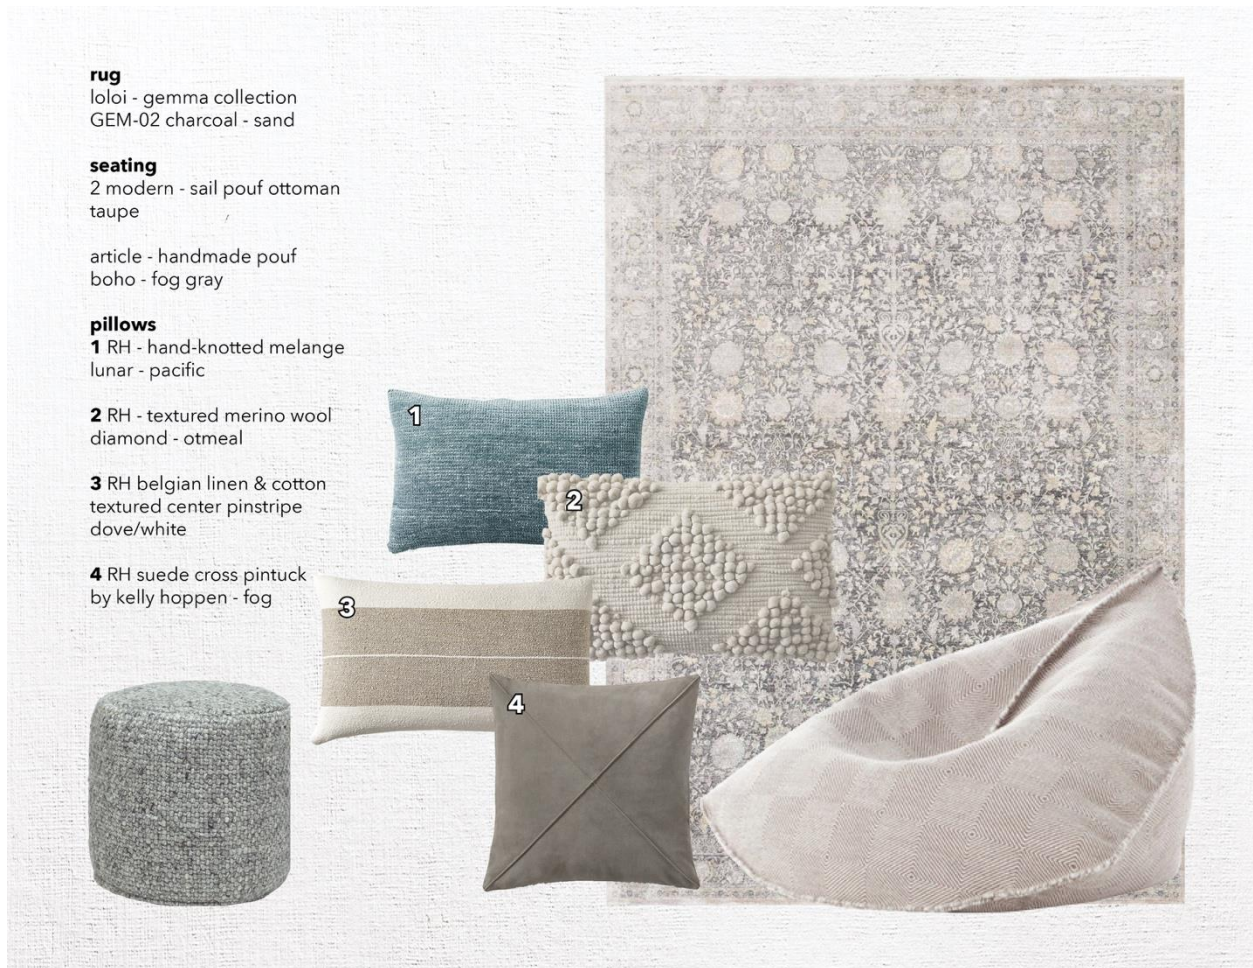 rug
loloi - gemma collection
GEM-02 charcoal - sand
seating
2 modern - sail pouf ottoman
taupe
article - handmade pouf
boho - fog gray
pillows
1 RH - hand-knotted melange
lunar - pacific
2 RH - textured merino wool
diamond - otmeal
3 RH belgian linen & cotton
textured center pinstripe
dove/white
4 RH suede cross pintuck
by kelly hoppen - fog
1
2
3
4